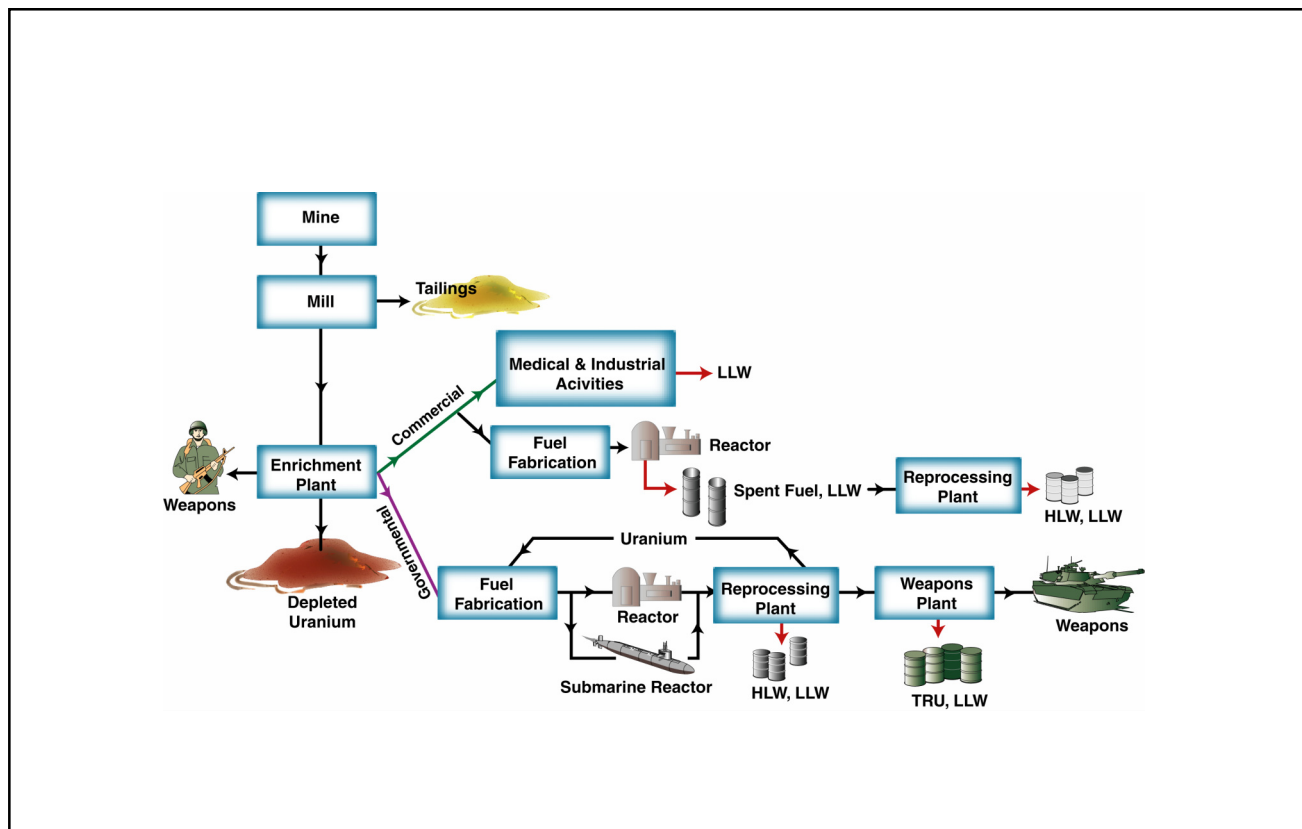 Mine
Mill
Tailings
Medical & Industrial
Acivities
LLW
Commercial
Fuel
Fabrication
Reactor
Enrichment
Plant
Weapons
Spent Fuel, LLW
Reprocessing
Plant
HLW, LLW
Governmental
Uranium
Depleted
Uranium
Fuel
Fabrication
Reactor
Submarine Reactor
Reprocessing
Plant
HLW, LLW
Weapons
Plant
TRU, LLW
Weapons